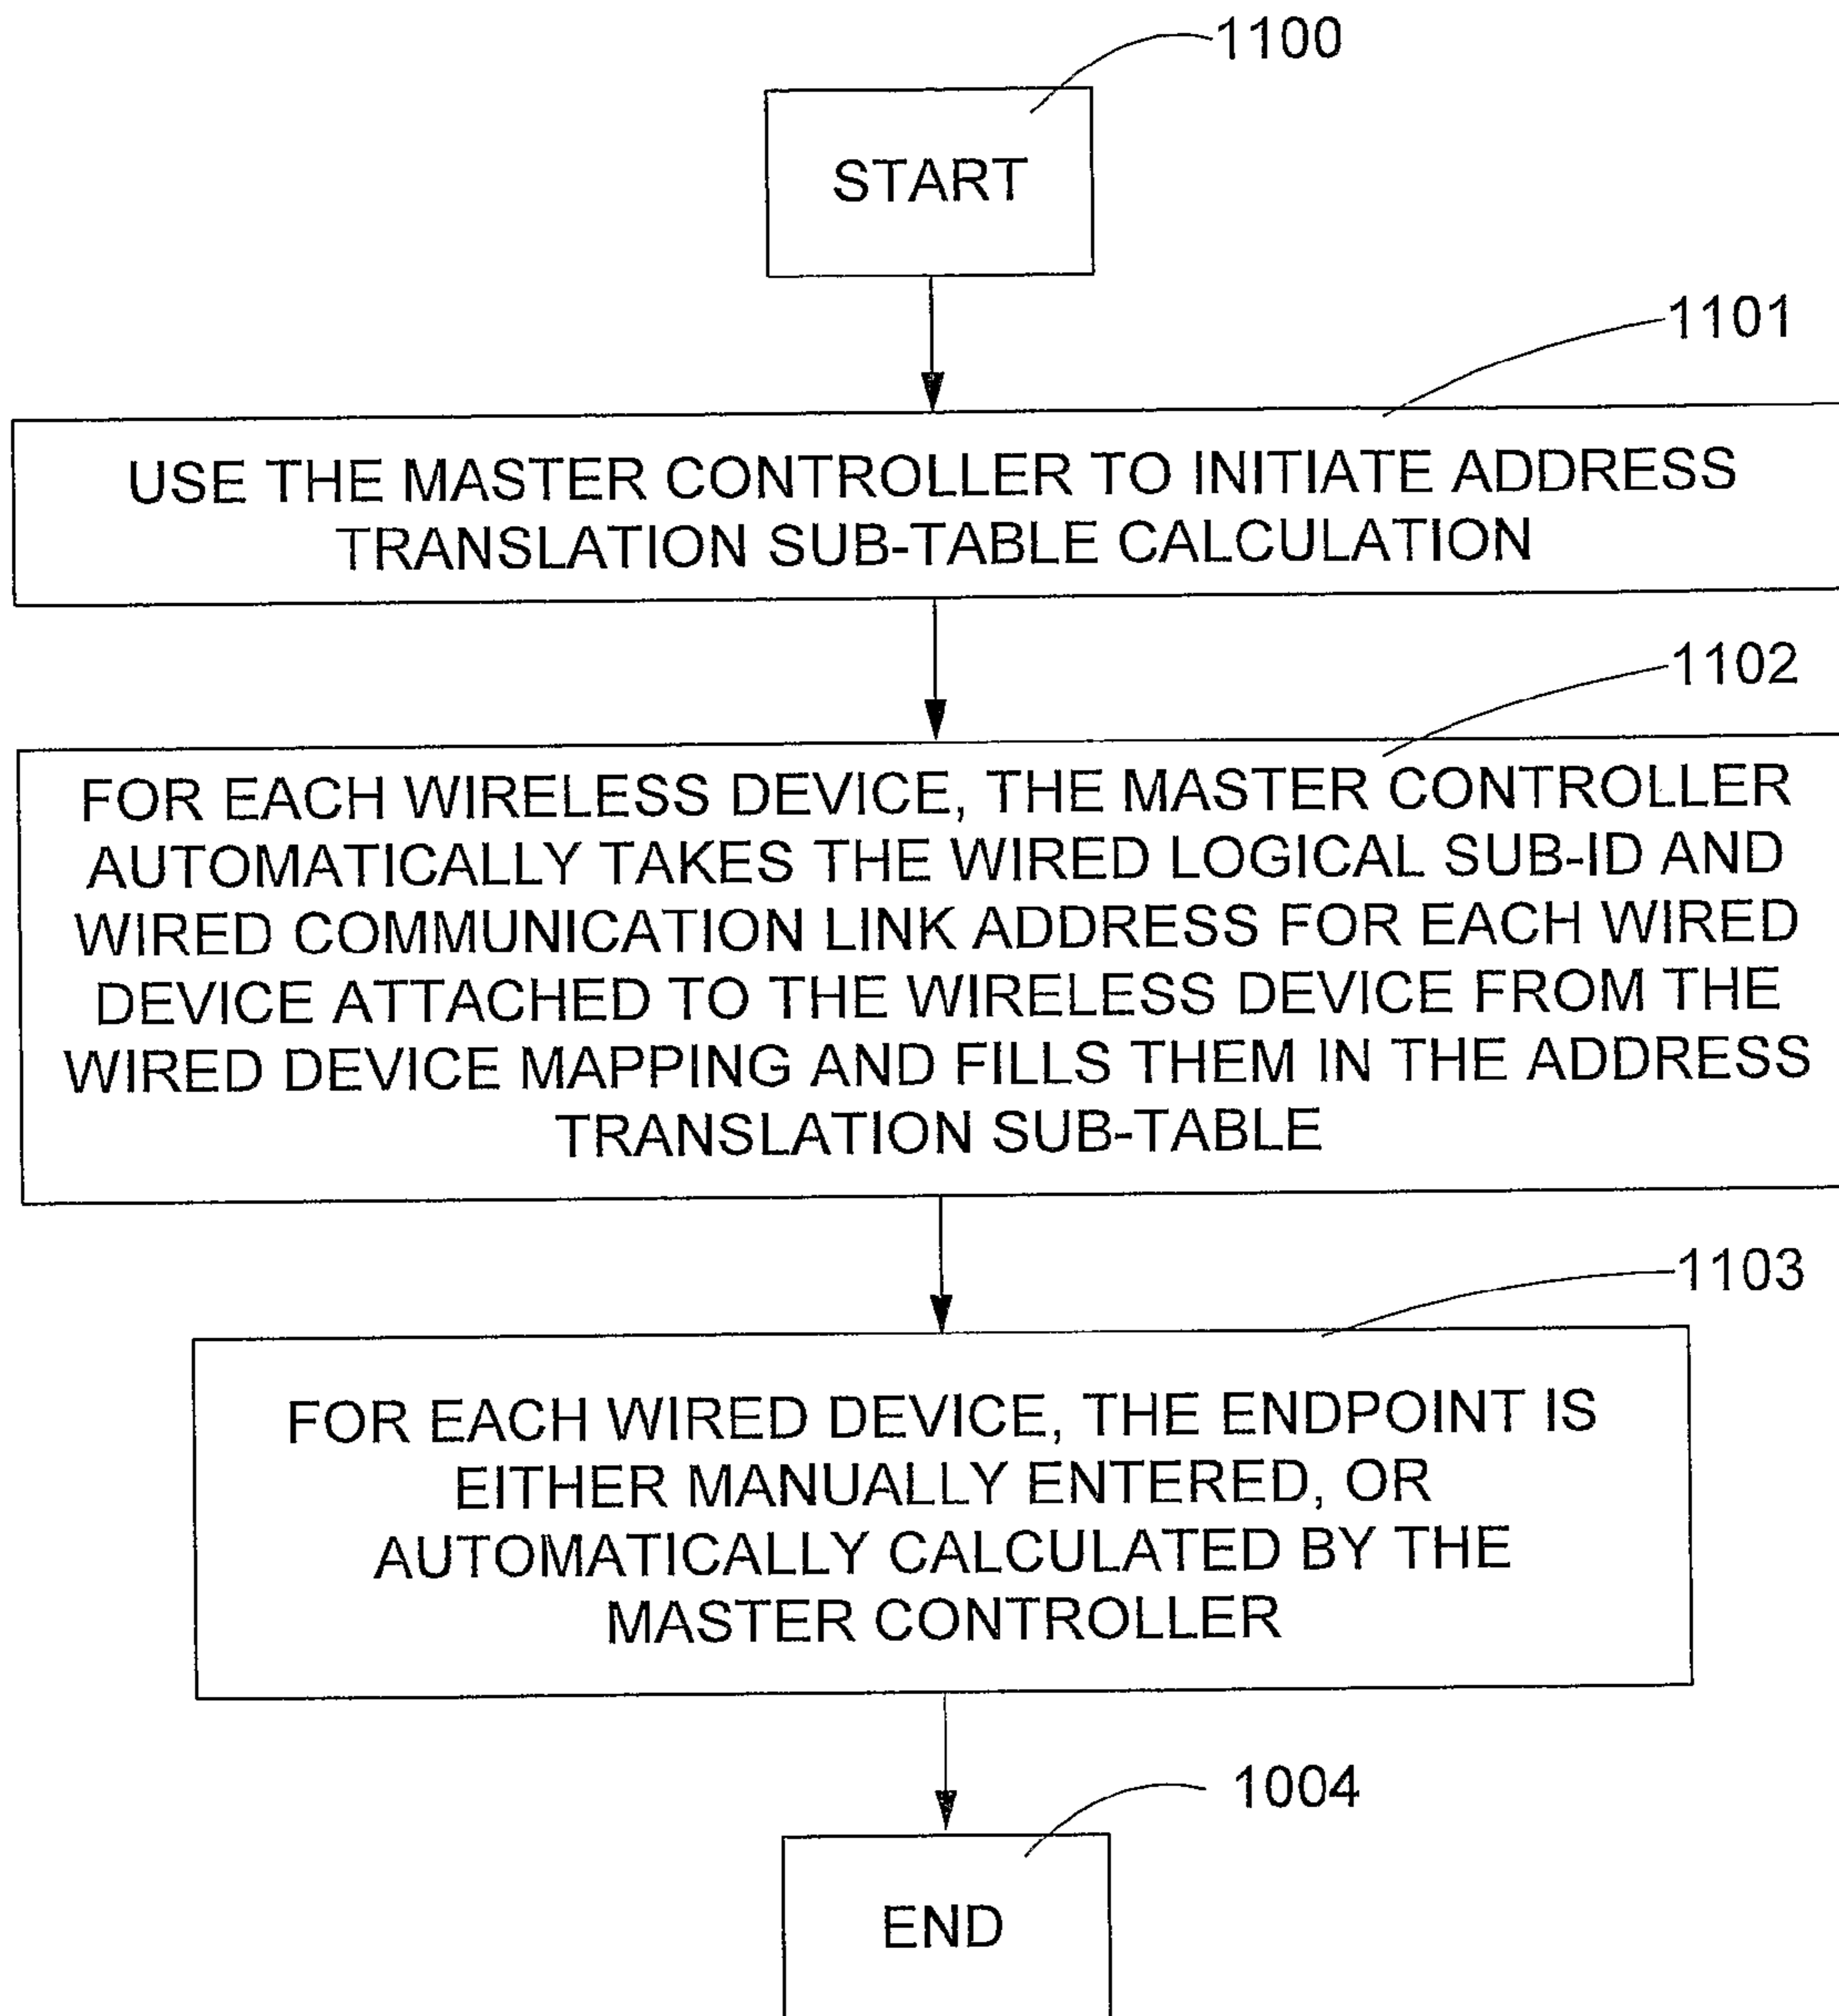 1100
START
1101
USE THE MASTER CONTROLLER TO INITIATE ADDRESS
TRANSLATION SUB-TABLE CALCULATION
1102
FOR EACH WIRELESS DEVICE, THE MASTER CONTROLLER
AUTOMATICALLY TAKES THE WIRED LOGICAL SUB-ID AND
WIRED COMMUNICATION LINK ADDRESS FOR EACH WIRED
DEVICE ATTACHED TO THE WIRELESS DEVICE FROM THE
WIRED DEVICE MAPPING AND FILLS THEM IN THE ADDRESS
TRANSLATION SUB-TABLE
1103
FOR EACH WIRED DEVICE, THE ENDPOINT IS
EITHER MANUALLY ENTERED, OR
AUTOMATICALLY CALCULATED BY THE
MASTER CONTROLLER
1004
END